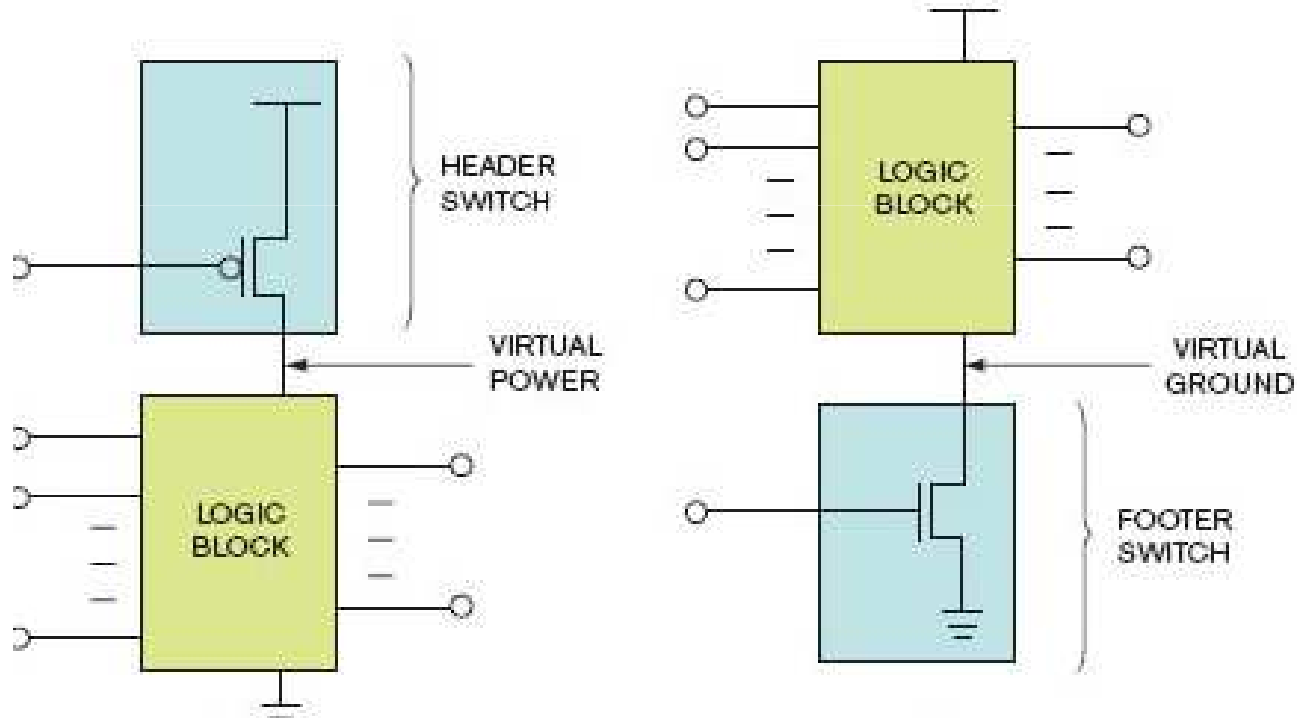 HEADER
SWITCH
VIRTUAL
POWER
LOGIC
BLOCK
LOGIC
BLOCK
VIRTUAL
GROUND
FOOTER
SWITCH